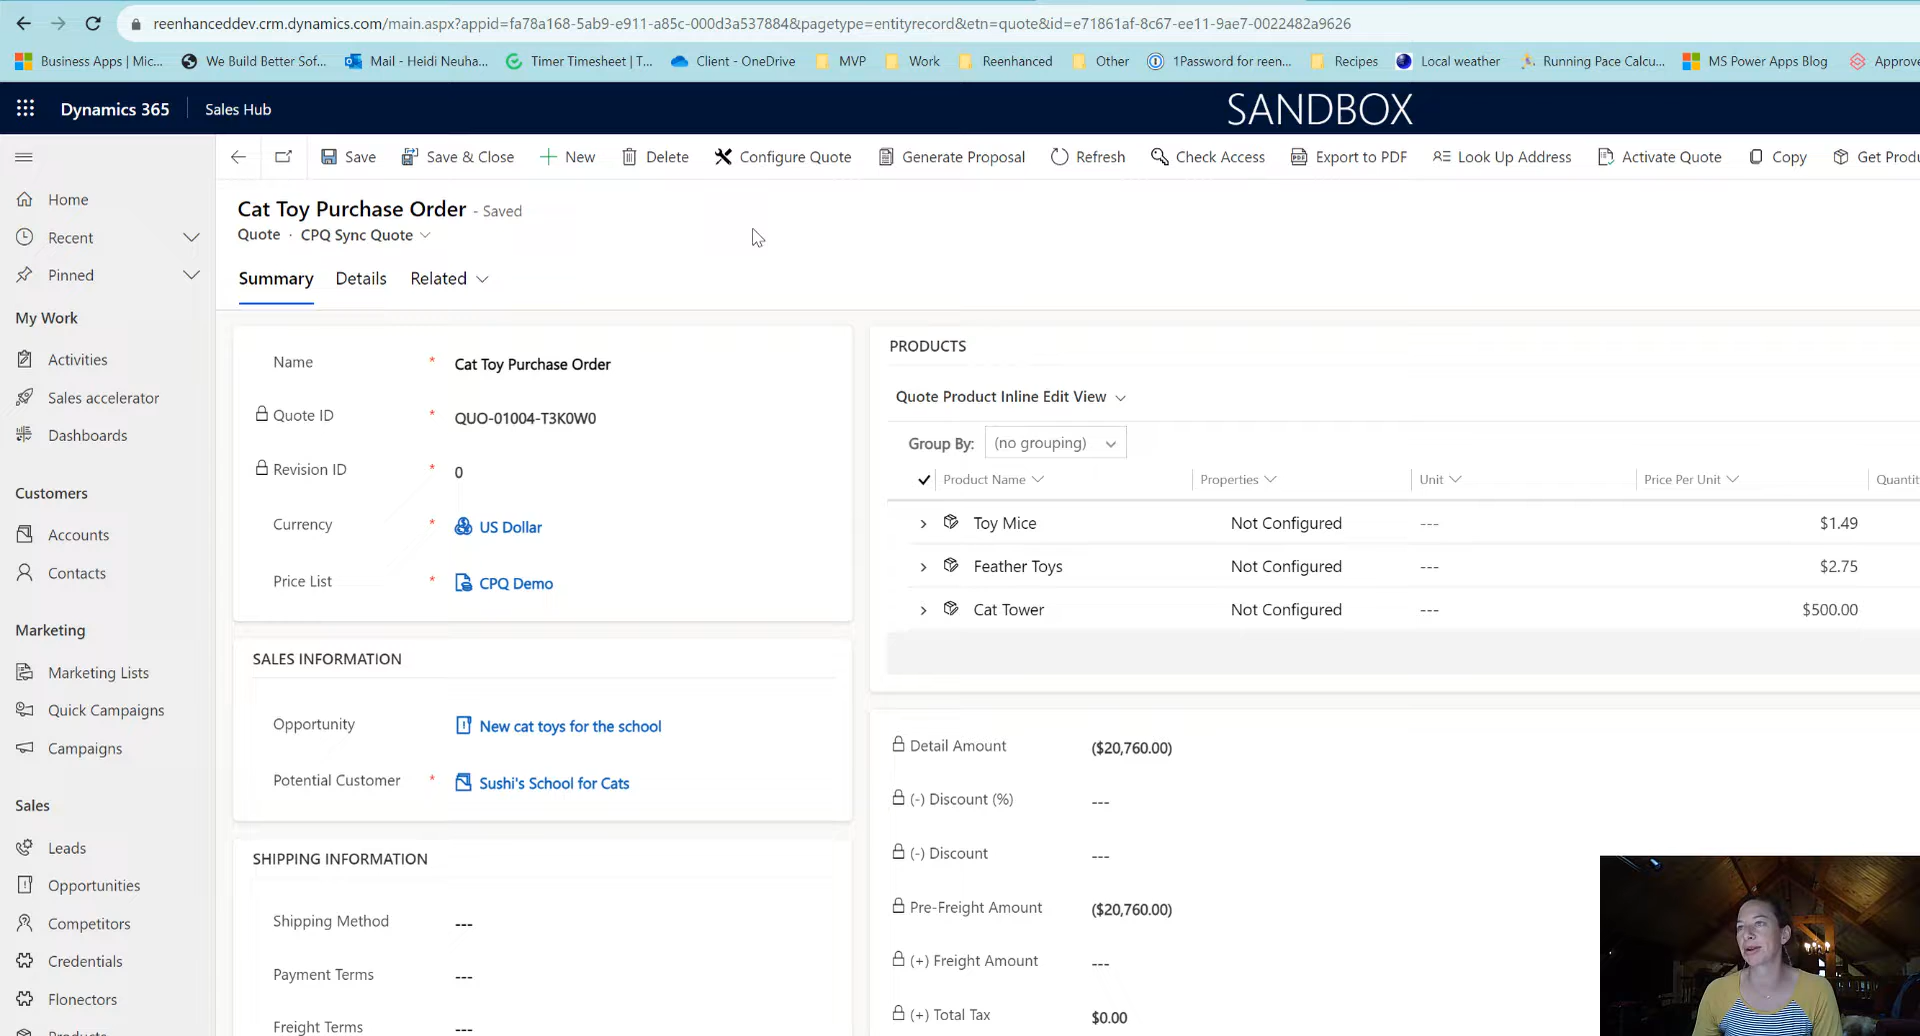 reenhanceddev.crm.dynamics.com/main.aspx?appid=fa78a168-5ab9-e911-a85c-000d3a537884&pagetype=entityrecord&etn=quote&id=e71861af-8c67-ee11-9ae7-0022482a9626
Business Apps | Mic... We Build Better Sof... Mail - Heidi Neuha... Timer Timesheet | T... Client - OneDrive MVP Work Reenhanced Other 1Password for reen... Recipes Local weather Running Pace Calcu... MS Power Apps Blog Approve
Dynamics 365 Sales Hub SANDBOX
Save Save & Close New Delete Configure Quote Generate Proposal Refresh Check Access Export to PDF Look Up Address Activate Quote Copy Get Produ
Home
Recent
Pinned
My Work
Activities
Sales accelerator
Dashboards
Customers
Accounts
Contacts
Marketing
Marketing Lists
Quick Campaigns
Campaigns
Sales
Leads
Opportunities
Competitors
Credentials
Flonectors
Products
Cat Toy Purchase Order - Saved
Quote · CPQ Sync Quote
Summary Details Related
Name * Cat Toy Purchase Order
Quote ID * QUO-01004-T3K0W0
Revision ID * 0
Currency * US Dollar
Price List * CPQ Demo
SALES INFORMATION
Opportunity New cat toys for the school
Potential Customer * Sushi's School for Cats
SHIPPING INFORMATION
Shipping Method ---
Payment Terms ---
Freight Terms ---
PRODUCTS
Quote Product Inline Edit View
Group By: (no grouping)
Product Name Properties Unit Price Per Unit Quantit
Toy Mice Not Configured --- $1.49
Feather Toys Not Configured --- $2.75
Cat Tower Not Configured --- $500.00
Detail Amount ($20,760.00)
(-) Discount (%) ---
(-) Discount ---
Pre-Freight Amount ($20,760.00)
(+) Freight Amount ---
(+) Total Tax $0.00